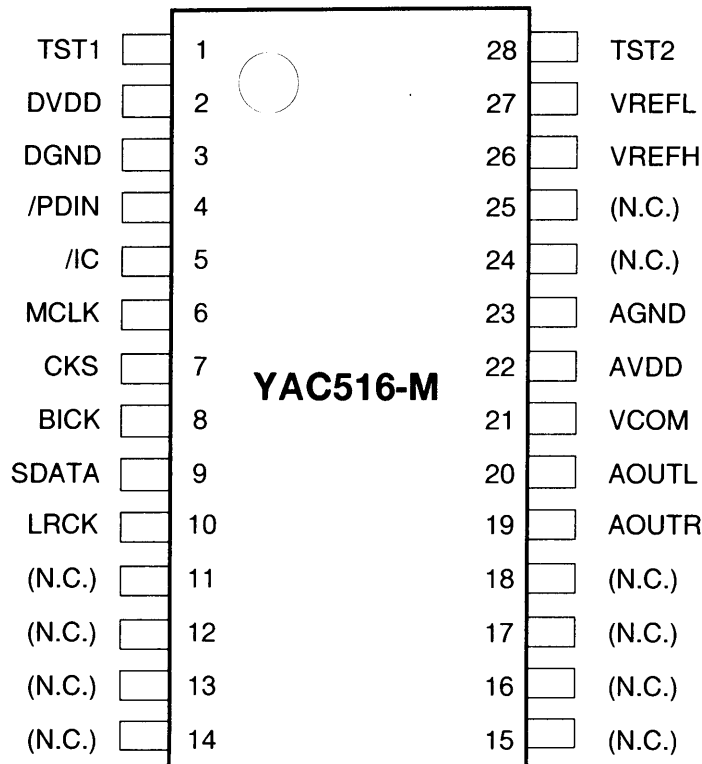 TST1 1 28 TST2
DVDD 2 27 VREFL
DGND 3 26 VREFH
/PDIN 4 25 (N.C.)
/IC 5 24 (N.C.)
MCLK 6 23 AGND
CKS 7 22 AVDD
YAC516-M
BICK 8 21 VCOM
SDATA 9 20 AOUTL
LRCK 10 19 AOUTR
(N.C.) 11 18 (N.C.)
(N.C.) 12 17 (N.C.)
(N.C.) 13 16 (N.C.)
(N.C.) 14 15 (N.C.)